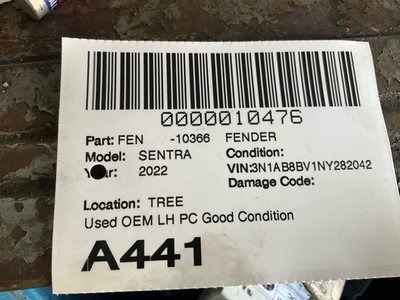 0000010476
Part: FEN -10366 FENDER
Model: SENTRA Condition:
2022 VIN:3N1AB8BV1NY282042
Damage Code:
Location: TREE
Used OEM LH PC Good Condition
A441